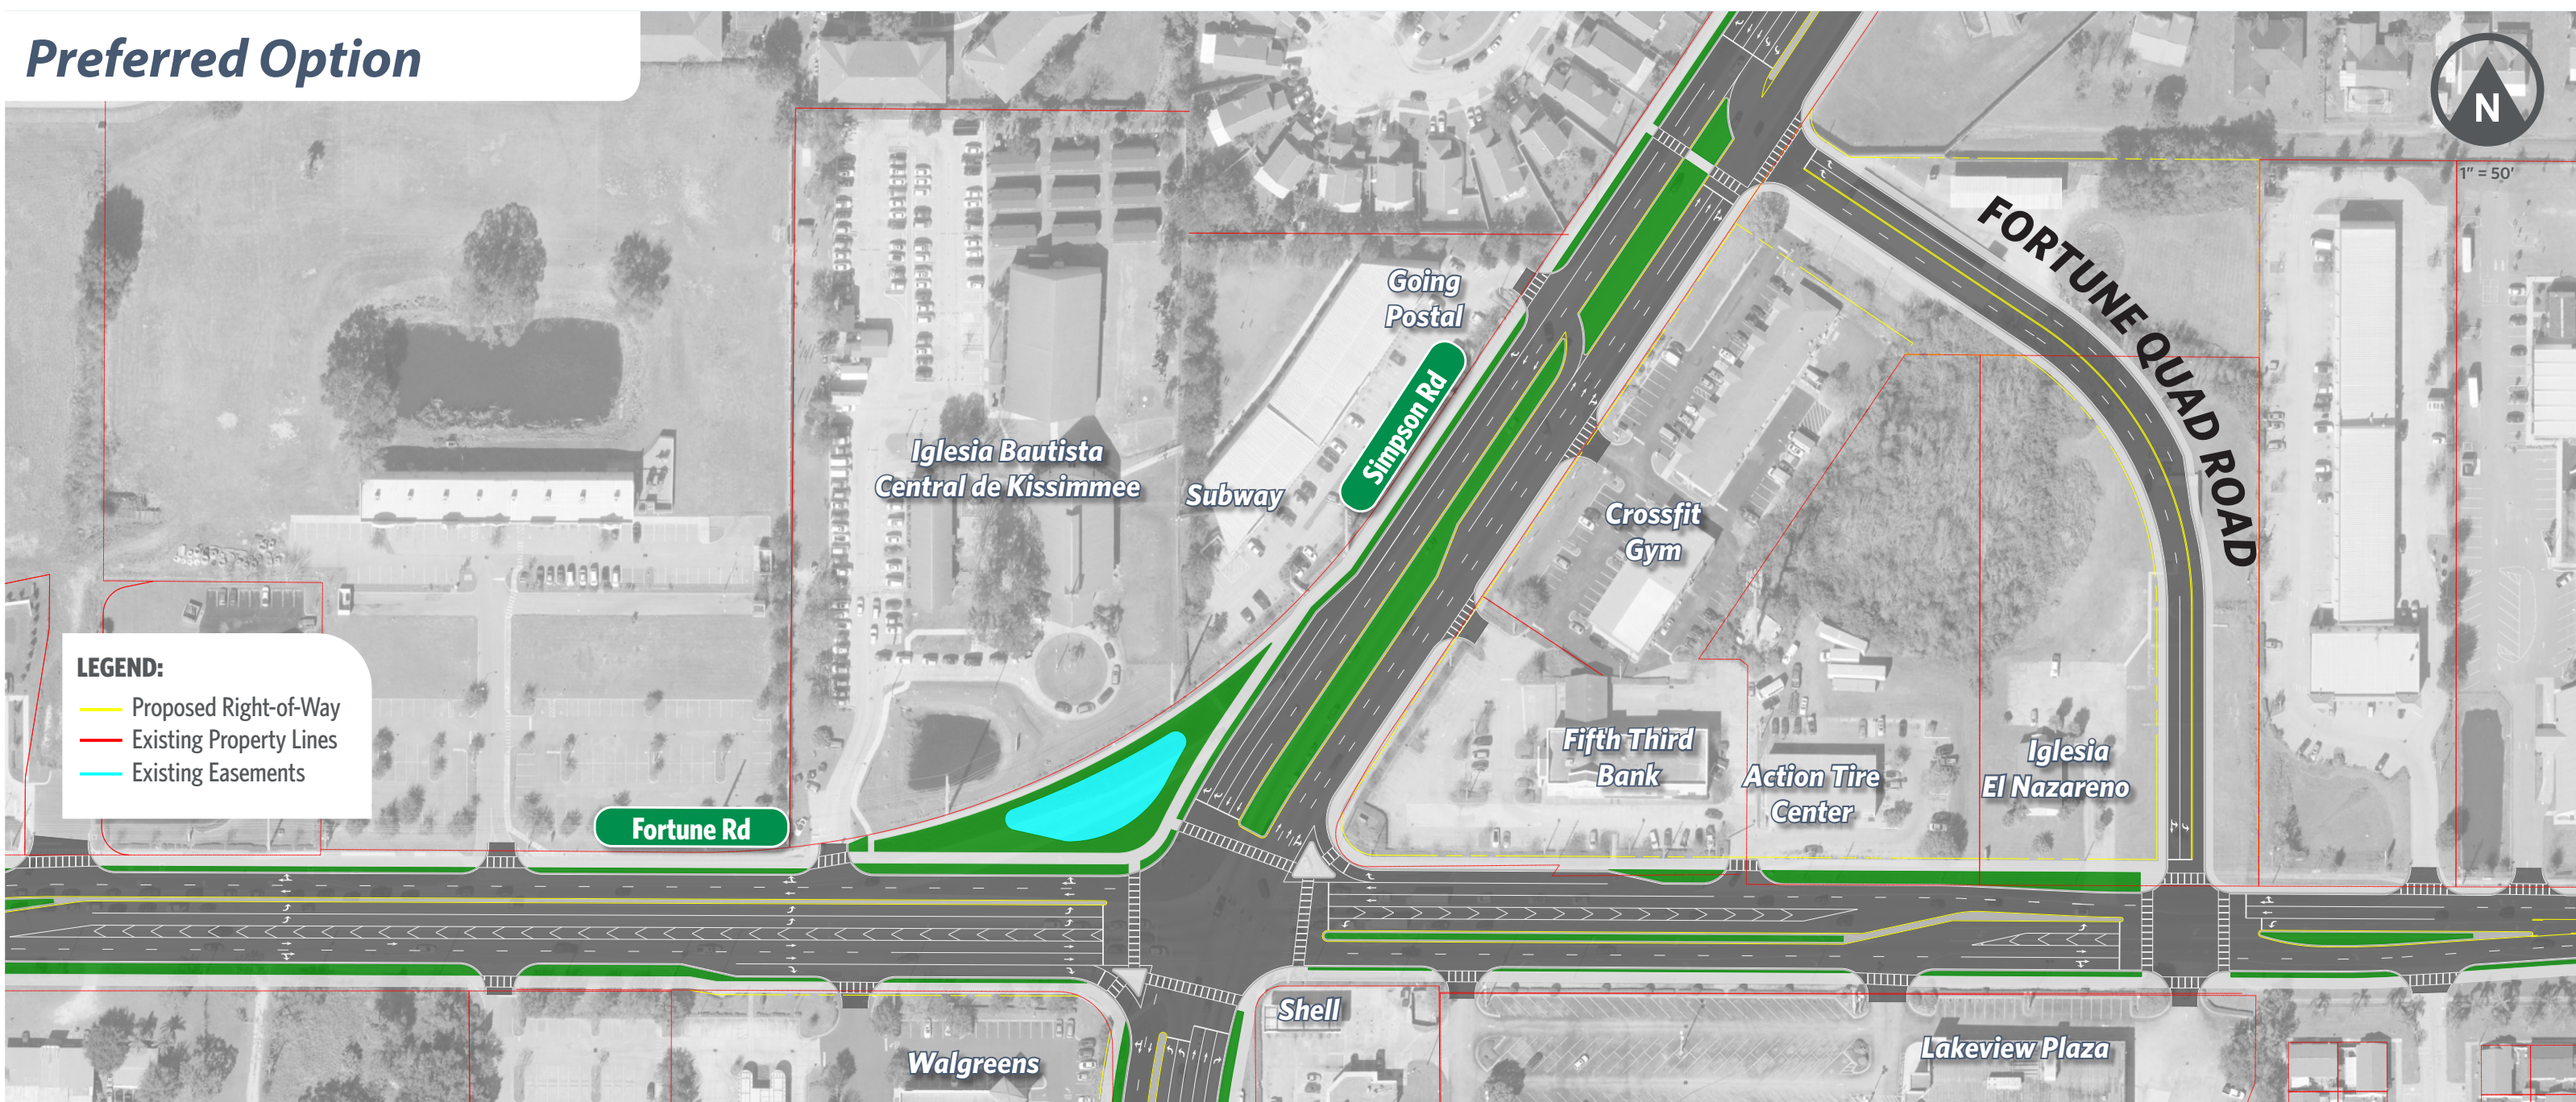 Preferred Option
N
1" = 50'
FORTUNE QUAD ROAD
Going
Postal
Simpson Rd
Iglesia Bautista
Central de Kissimmee
Subway
Crossfit
Gym
LEGEND:
Proposed Right-of-Way
Existing Property Lines
Existing Easements
Fortune Rd
Fifth Third
Bank
Action Tire
Center
Iglesia
El Nazareno
Shell
Walgreens
Lakeview Plaza